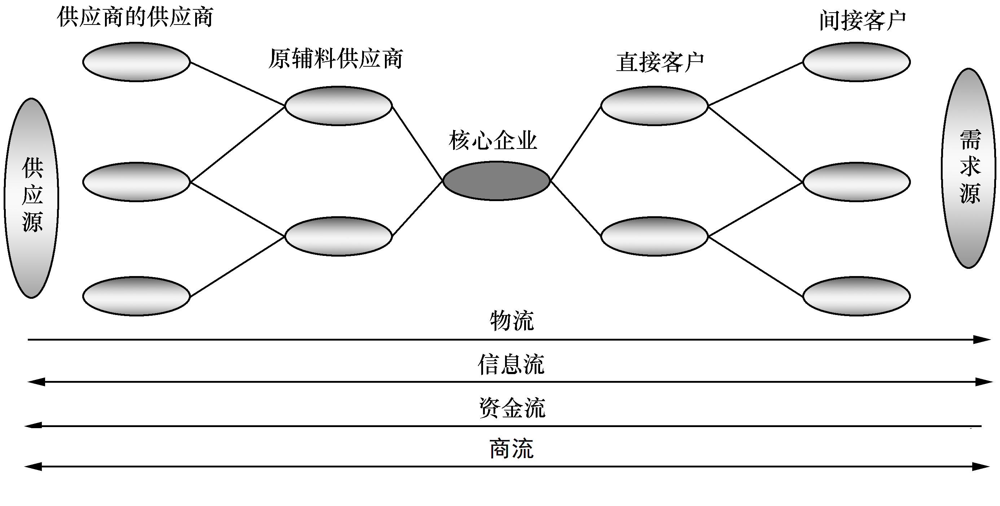 供应商的供应商
间接客户
原辅料供应商
直接客户
核心企业
供应源
需求源
物流
信息流
资金流
商流